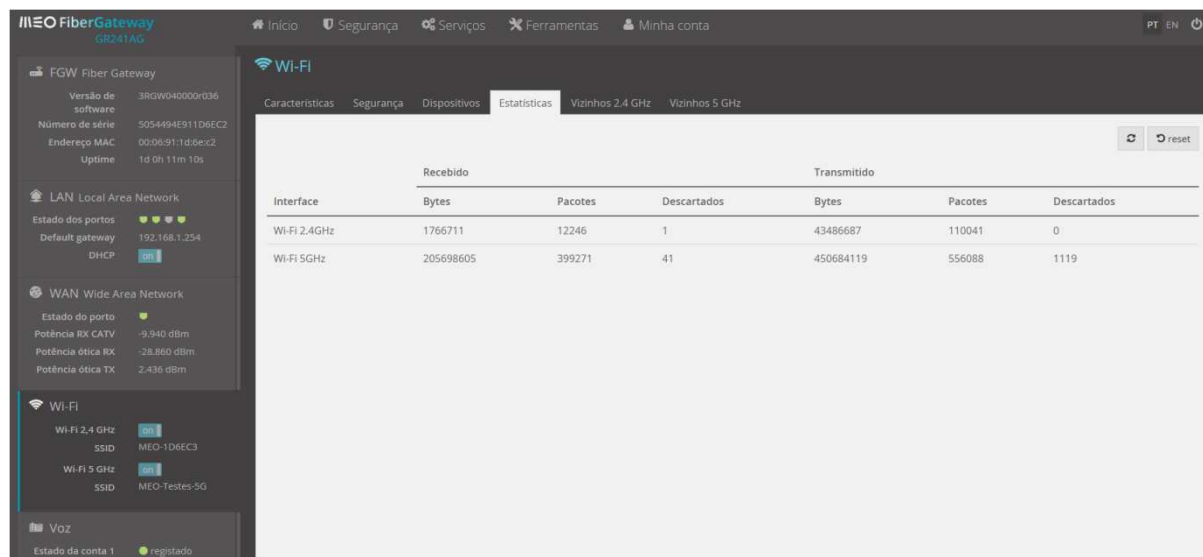 MEO FiberGateway
GR241AG
Início Segurança Serviços Ferramentas Minha conta PT EN
FGW Fiber Gateway
Versão de software 3RGW040000r036
Número de série 5054494E911D6EC2
Endereço MAC 00:06:91:1d:6e:c2
Uptime 1d 0h 11m 10s
LAN Local Area Network
Estado dos portos
Default gateway 192.168.1.254
DHCP on
WAN Wide Area Network
Estado do porto
Potência RX CATV -9.940 dBm
Potência ótica RX -28.860 dBm
Potência ótica TX 2.436 dBm
Wi-Fi
Wi-Fi 2,4 GHz on
SSID MEO-1D6EC3
Wi-Fi 5 GHz on
SSID MEO-Testes-5G
Voz
Estado da conta 1 registado
Wi-Fi
Características Segurança Dispositivos Estatísticas Vizinhos 2.4 GHz Vizinhos 5 GHz
reset
Recebido Transmitido
Interface Bytes Pacotes Descartados Bytes Pacotes Descartados
Wi-Fi 2.4GHz 1766711 12246 1 43486687 110041 0
Wi-Fi 5GHz 205698605 399271 41 450684119 556088 1119